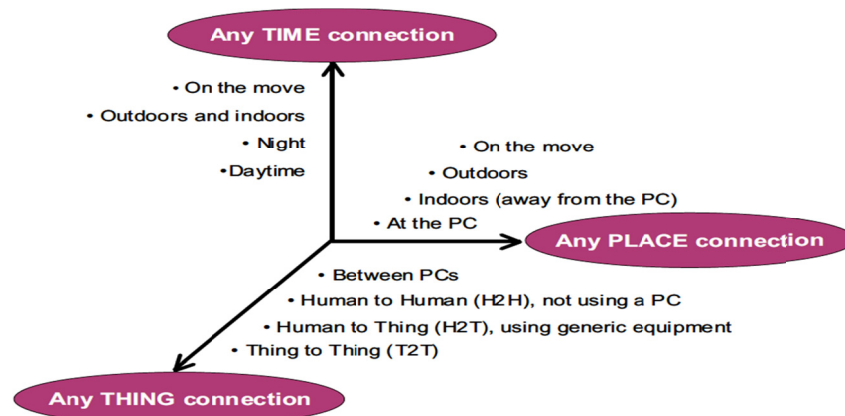 Any TIME connection
• On the move
• Outdoors and indoors
• Night
•Daytime
• On the move
• Outdoors
• Indoors (away from the PC)
• At the PC
Any PLACE connection
• Between PCs
• Human to Human (H2H), not using a PC
• Human to Thing (H2T), using generic equipment
• Thing to Thing (T2T)
Any THING connection